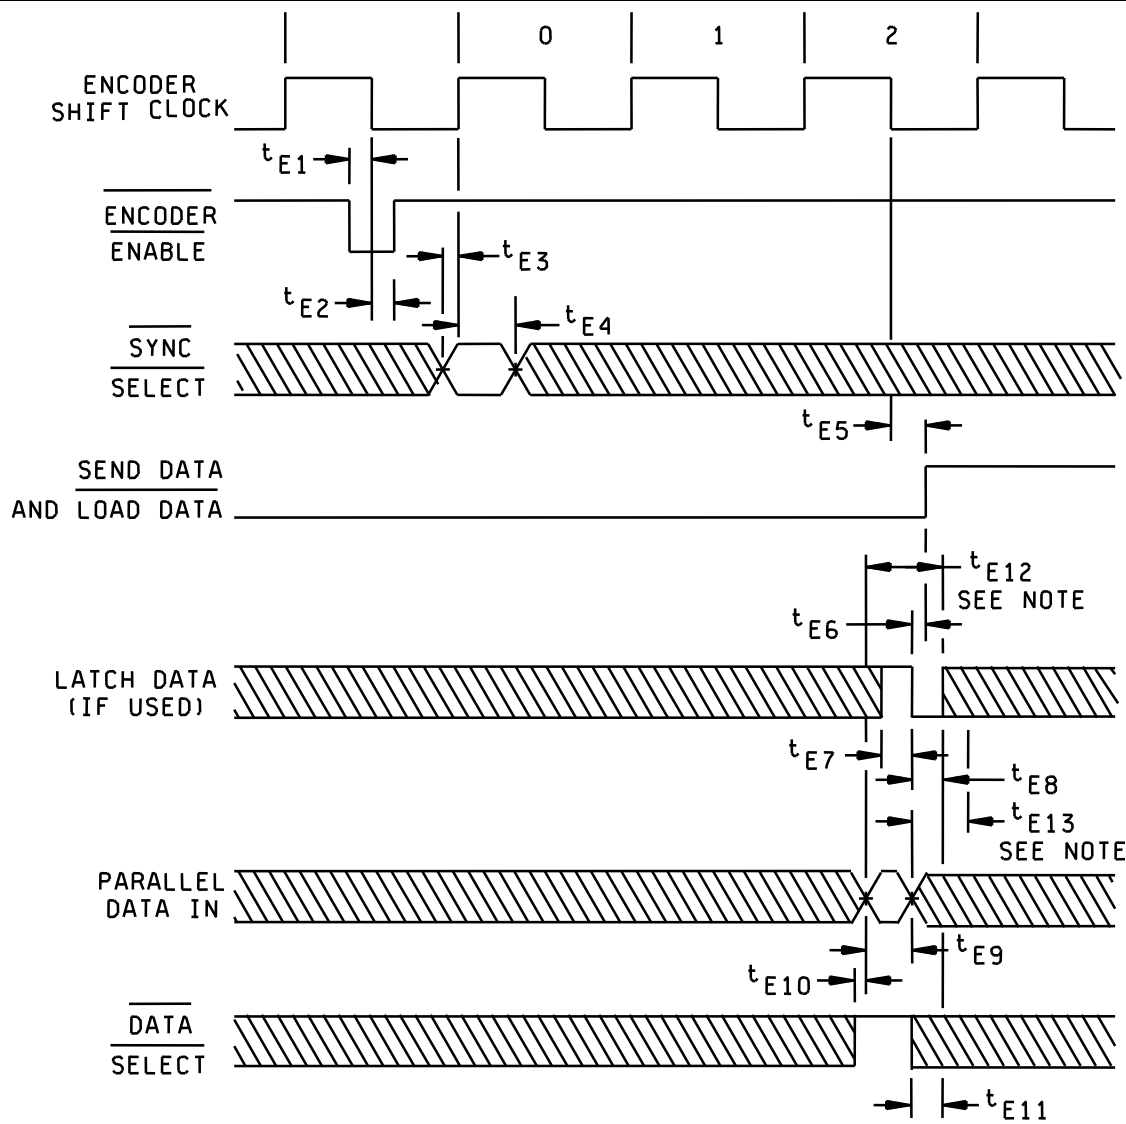 0 1 2
ENCODER
SHIFT CLOCK
tE1
ENCODER
ENABLE
tE3
tE2
tE4
SYNC
SELECT
tE5
SEND DATA
AND LOAD DATA
tE12
SEE NOTE
tE6
LATCH DATA
(IF USED)
tE7
tE8
tE13
SEE NOTE
PARALLEL
DATA IN
tE9
tE10
DATA
SELECT
tE11